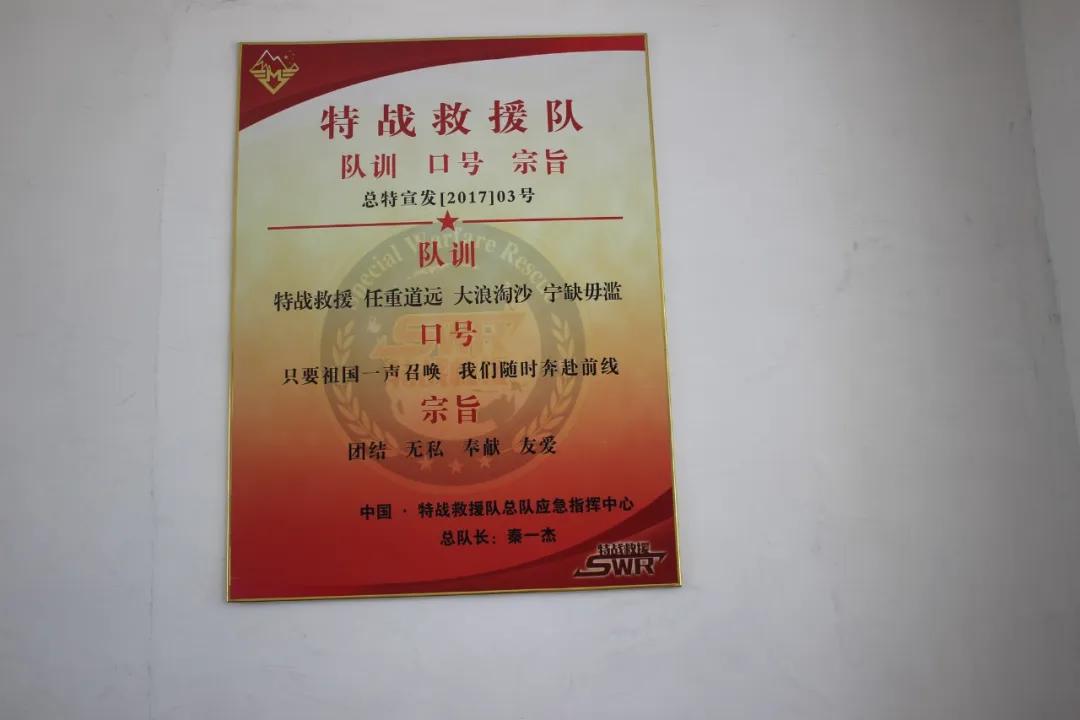 特战救援队
队训 口号 宗旨
总特宣发[2017]03号
Special Warfare Rescue
队训
特战救援 任重道远 大浪淘沙 宁缺毋滥
SWR
口号
只要祖国一声召唤 我们随时奔赴前线
宗旨
团结 无私 奉献 友爱
中国·特战救援队总队应急指挥中心
总队长：秦一杰
特战救援
SWR